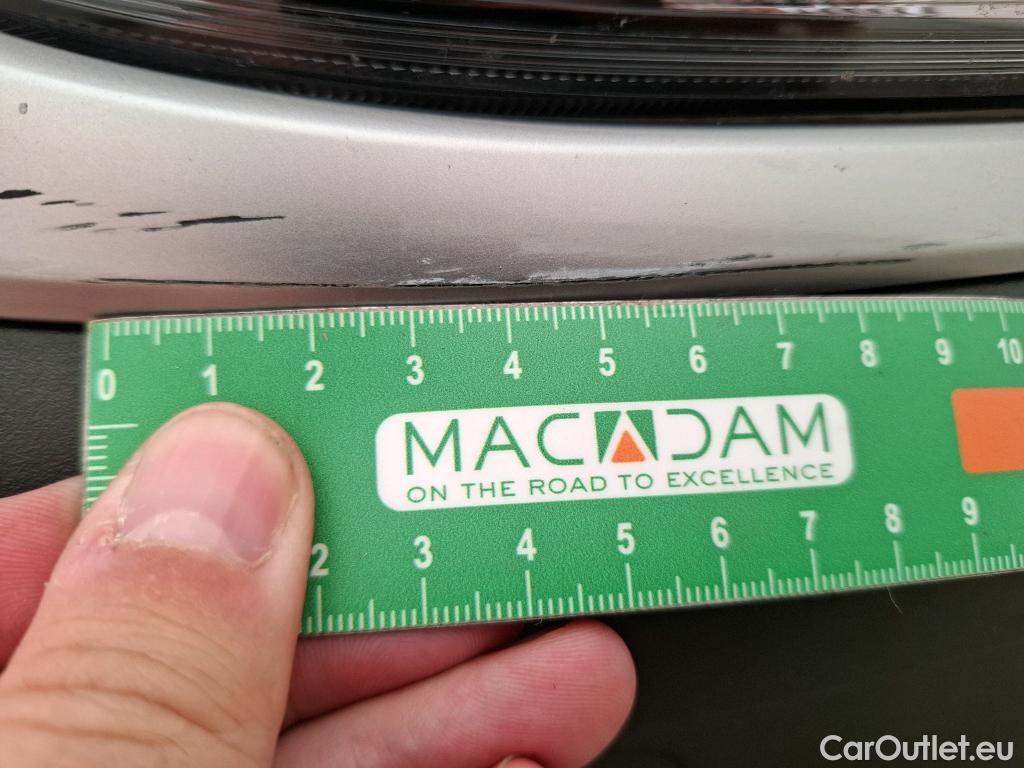 0 1 2 3 4 5 6 7 8 9 10
MACADAM
ON THE ROAD TO EXCELLENCE
2 3 4 5 6 7 8 9
CarOutlet.eu